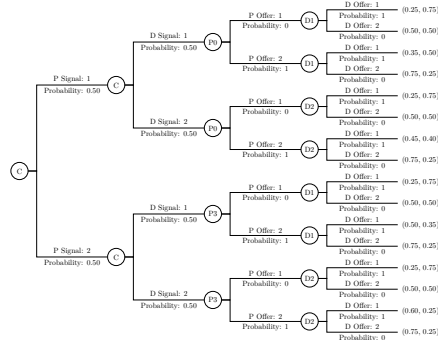 D Offer: 1
Probability: 1
(0.25, 0.75)
P Offer: 1
Probability: 0
D1
D Offer: 2
Probability: 0
(0.50, 0.50)
D Signal: 1
Probability: 0.50
P0
D Offer: 1
Probability: 1
(0.35, 0.50)
P Offer: 2
Probability: 1
D1
D Offer: 2
Probability: 0
(0.75, 0.25)
P Signal: 1
Probability: 0.50
C
D Offer: 1
Probability: 1
(0.25, 0.75)
P Offer: 1
Probability: 0
D2
D Offer: 2
Probability: 0
(0.50, 0.50)
D Signal: 2
Probability: 0.50
P0
D Offer: 1
Probability: 1
(0.45, 0.40)
P Offer: 2
Probability: 1
D2
D Offer: 2
Probability: 0
(0.75, 0.25)
C
D Offer: 1
Probability: 1
(0.25, 0.75)
P Offer: 1
Probability: 0
D1
D Offer: 2
Probability: 0
(0.50, 0.50)
D Signal: 1
Probability: 0.50
P3
D Offer: 1
Probability: 1
(0.50, 0.35)
P Offer: 2
Probability: 1
D1
D Offer: 2
Probability: 0
(0.75, 0.25)
P Signal: 2
Probability: 0.50
C
D Offer: 1
Probability: 1
(0.25, 0.75)
P Offer: 1
Probability: 0
D2
D Offer: 2
Probability: 0
(0.50, 0.50)
D Signal: 2
Probability: 0.50
P3
D Offer: 1
Probability: 1
(0.60, 0.25)
P Offer: 2
Probability: 1
D2
D Offer: 2
Probability: 0
(0.75, 0.25)